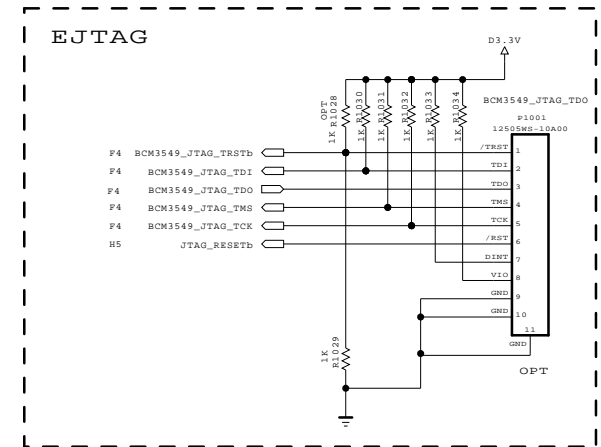 EJTAG
D3.3V
BCM3549_JTAG_TDO
P1001
12505WS-10A00
OPT
1K R1028
1K R1030
1K R1031
1K R1032
1K R1033
1K R1034
F4 BCM3549_JTAG_TRSTb /TRST 1
F4 BCM3549_JTAG_TDI TDI 2
F4 BCM3549_JTAG_TDO TDO 3
F4 BCM3549_JTAG_TMS TMS 4
F4 BCM3549_JTAG_TCK TCK 5
H5 JTAG_RESETb /RST 6
DINT 7
VIO 8
GND 9
GND 10
11
GND
1K
R1029
OPT